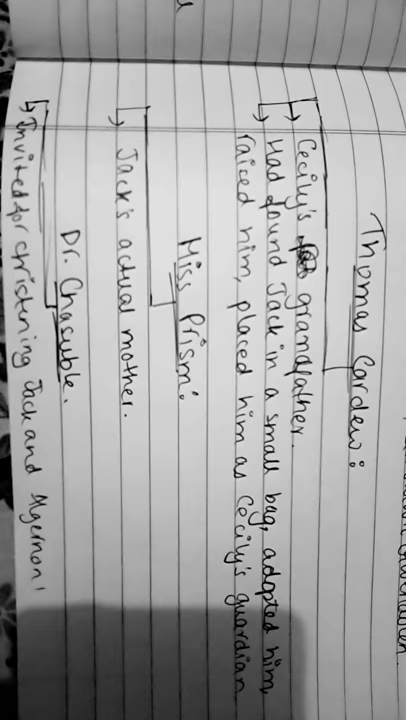 Thomas Cardew:
→ Cecily's grandfather.
→ Had found Jack in a small bag, adopted him,
raiced him, placed him as Cecily's guardian
Miss Prism:
→ Jack's actual mother.
Dr. Chasuble.
→ Invited for christening Jack and Algernon!